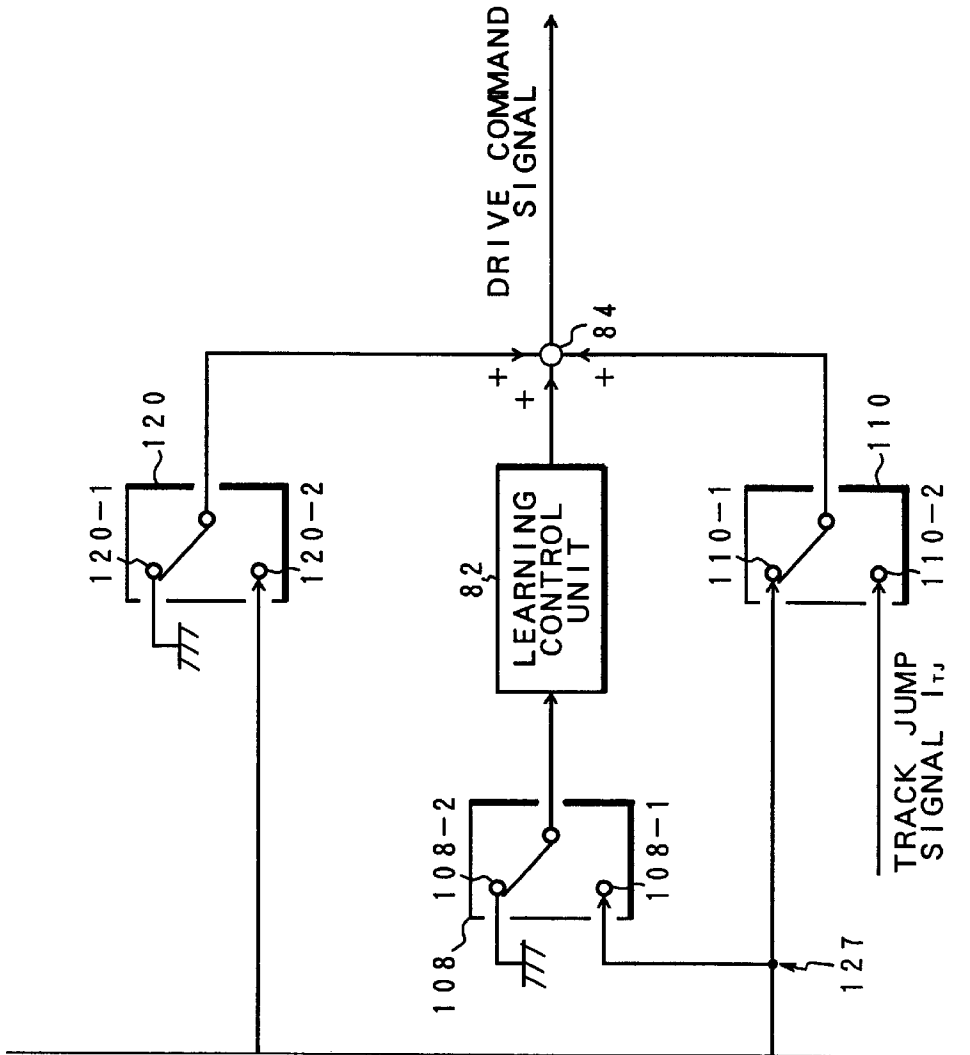 DRIVE COMMAND
SIGNAL
84
120
120-1
120-2
82
LEARNING
CONTROL
UNIT
108-2
108
108-1
110-1
110
110-2
127
TRACK JUMP
SIGNAL ITJ
+
+
+